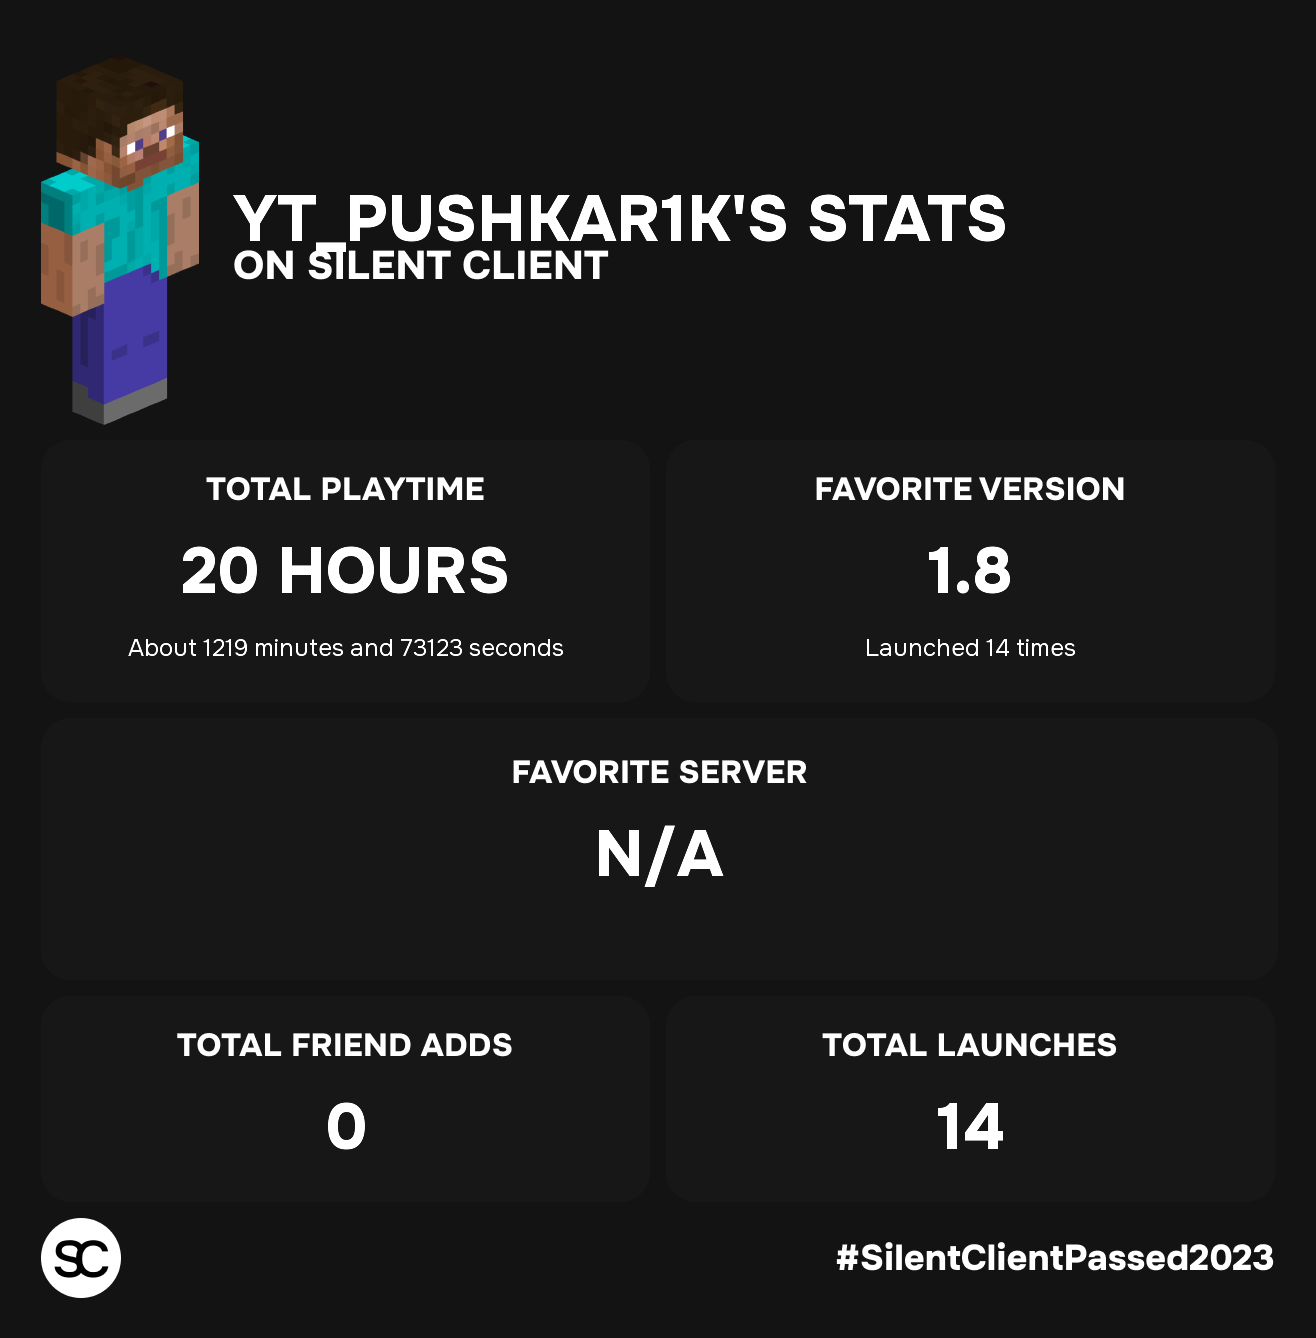 YT_PUSHKAR1K'S STATS
ON SILENT CLIENT
TOTAL PLAYTIME
20 HOURS
About 1219 minutes and 73123 seconds
FAVORITE VERSION
1.8
Launched 14 times
FAVORITE SERVER
N/A
TOTAL FRIEND ADDS
0
TOTAL LAUNCHES
14
SC
#SilentClientPassed2023